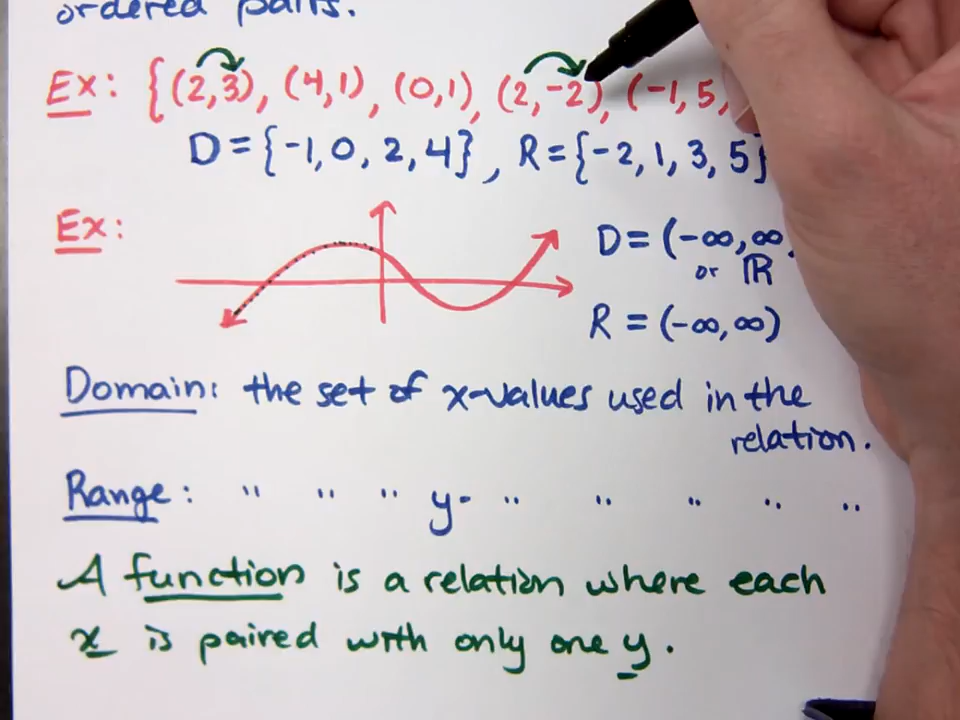 ordered pairs.
Ex: {(2,3), (4,1), (0,1), (2,-2), (-1,5,
D = {-1, 0, 2, 4}, R = {-2, 1, 3, 5}
Ex:
D = (-∞, ∞
or ℝ
R = (-∞, ∞)
Domain: the set of x-values used in the
relation.
Range: " " " y- " " " " "
A function is a relation where each
x is paired with only one y.